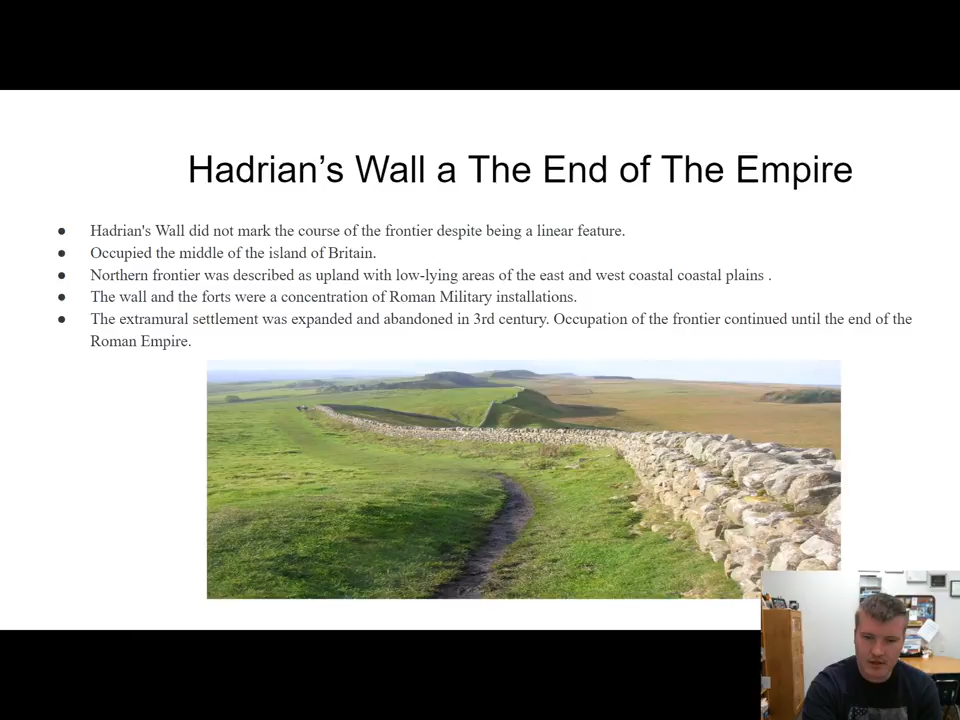 Hadrian’s Wall a The End of The Empire
● Hadrian's Wall did not mark the course of the frontier despite being a linear feature.
● Occupied the middle of the island of Britain.
● Northern frontier was described as upland with low-lying areas of the east and west coastal coastal plains .
● The wall and the forts were a concentration of Roman Military installations.
● The extramural settlement was expanded and abandoned in 3rd century. Occupation of the frontier continued until the end of the
Roman Empire.